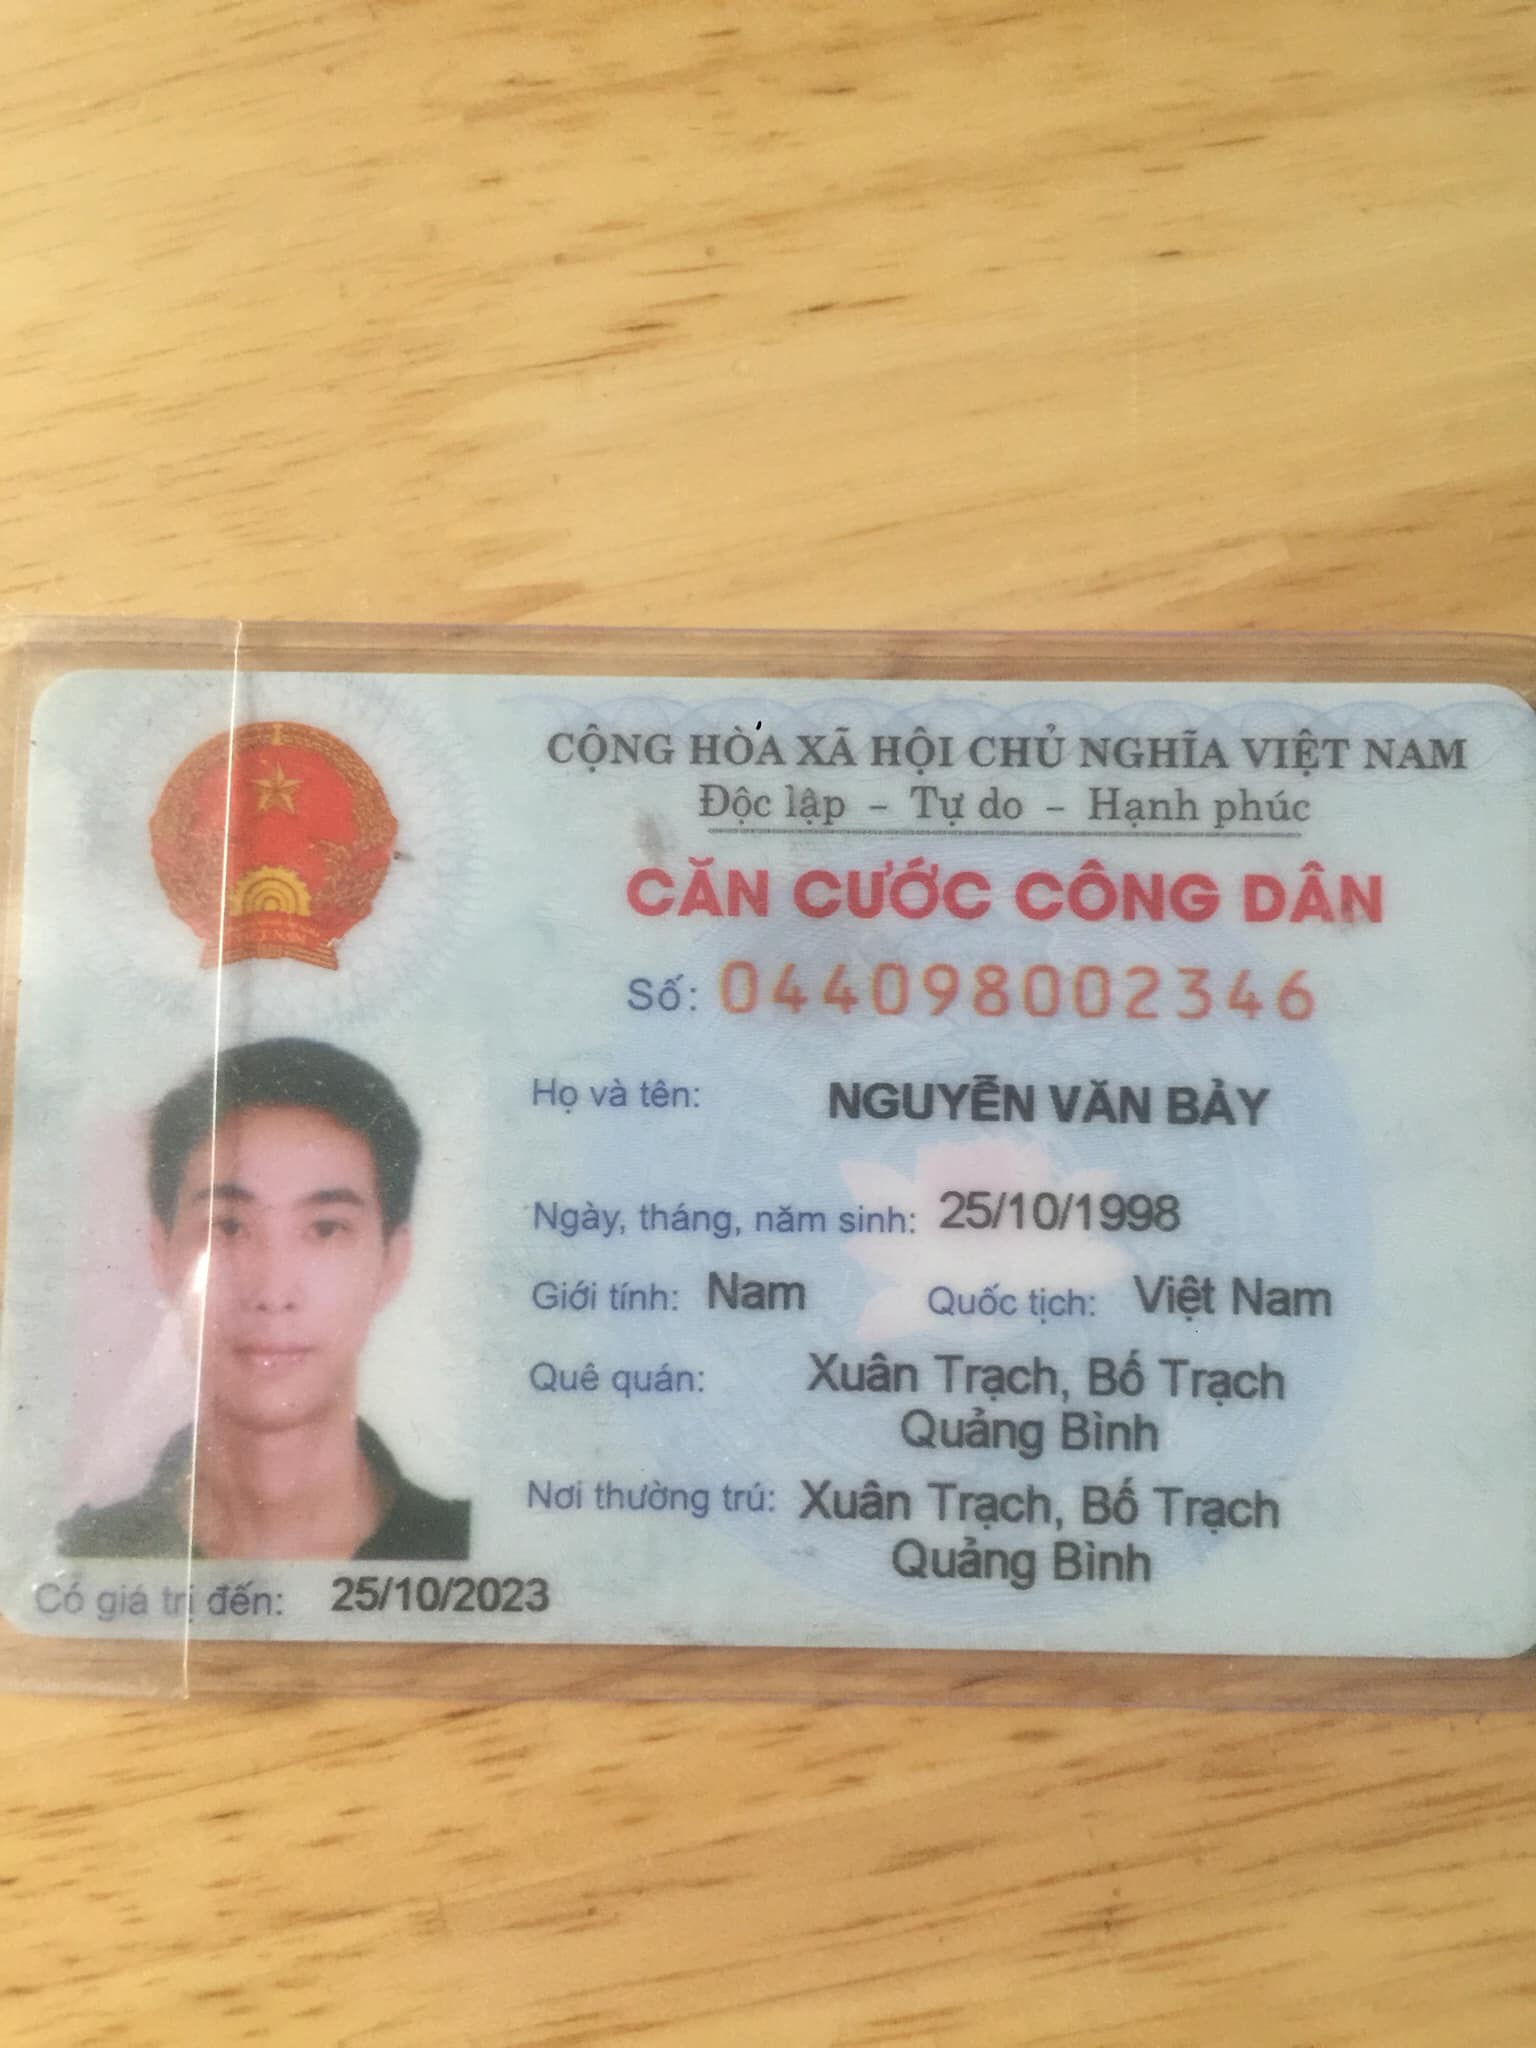 CỘNG HÒA XÃ HỘI CHỦ NGHĨA VIỆT NAM
Độc lập - Tự do - Hạnh phúc
CĂN CƯỚC CÔNG DÂN
Số: 044098002346
Họ và tên: NGUYỄN VĂN BẢY
Ngày, tháng, năm sinh: 25/10/1998
Giới tính: Nam Quốc tịch: Việt Nam
Quê quán: Xuân Trạch, Bố Trạch
Quảng Bình
Nơi thường trú: Xuân Trạch, Bố Trạch
Quảng Bình
Có giá trị đến: 25/10/2023